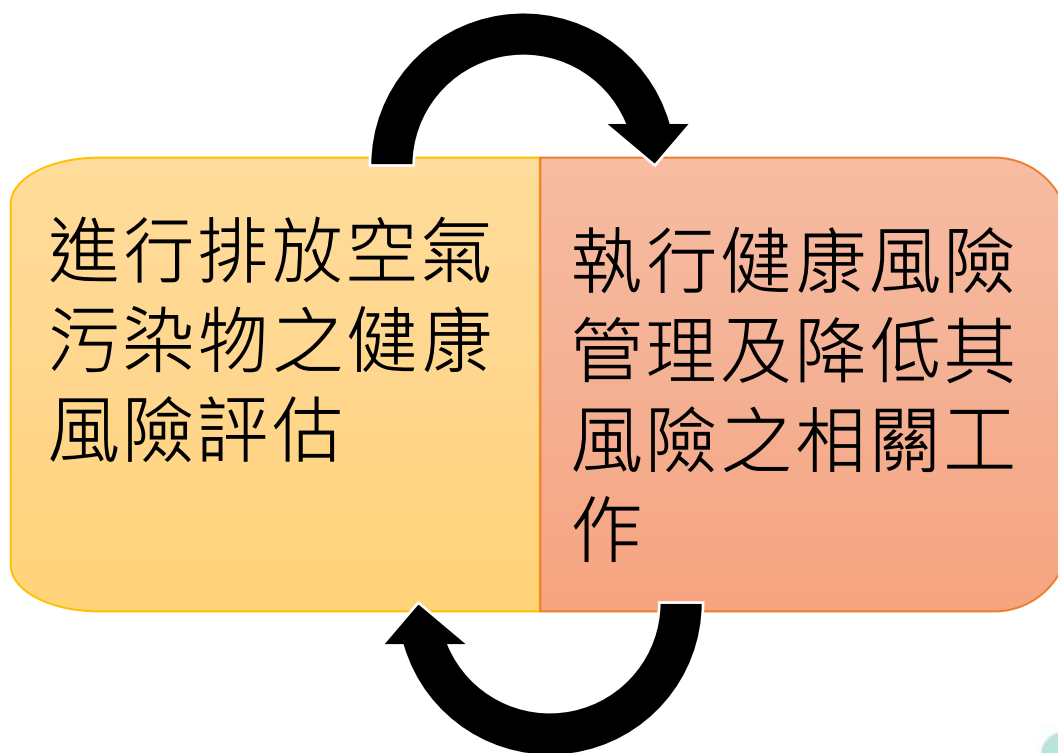 進行排放空氣
污染物之健康
風險評估
執行健康風險
管理及降低其
風險之相關工
作